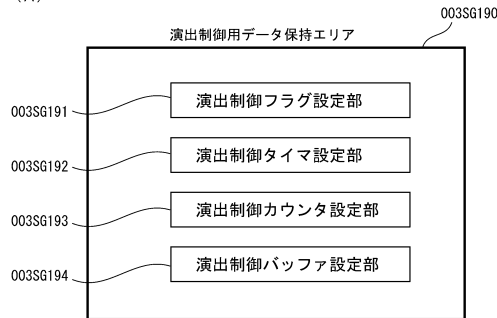 003SG190
演出制御用データ保持エリア
003SG191
演出制御フラグ設定部
003SG192
演出制御タイマ設定部
003SG193
演出制御カウンタ設定部
003SG194
演出制御バッファ設定部